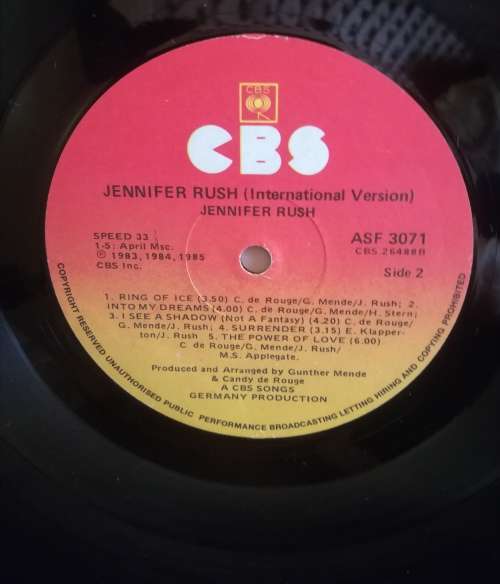 CBS
CBS
JENNIFER RUSH (International Version)
JENNIFER RUSH
SPEED 33
1-5: April Msc.
℗ 1983, 1984, 1985
CBS Inc.
ASF 3071
CBS 26488B
Side 2
1. RING OF ICE (3.50) C. de Rouge/G. Mende/J. Rush; 2.
INTO MY DREAMS (4.00) C. de Rouge/G. Mende/H. Stern;
3. I SEE A SHADOW (Not A Fantasy) (4.20) C. de Rouge/
G. Mende/J. Rush; 4. SURRENDER (3.15) E. Klapper-
ton/J. Rush 5. THE POWER OF LOVE (6.00)
C. de Rouge/G. Mende/J. Rush/
M.S. Applegate.
Produced and Arranged by Gunther Mende
& Candy de Rouge
A CBS SONGS
GERMANY PRODUCTION
COPYRIGHT RESERVED UNAUTHORISED PUBLIC PERFORMANCE BROADCASTING LETTING HIRING AND COPYING PROHIBITED